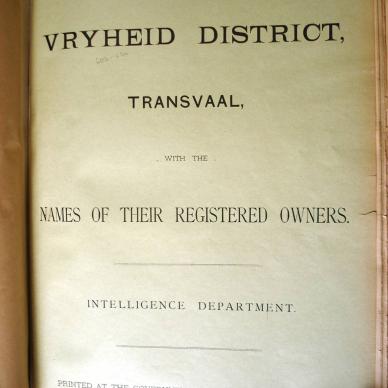 VRYHEID DISTRICT,
TRANSVAAL,
WITH THE
NAMES OF THEIR REGISTERED OWNERS.
INTELLIGENCE DEPARTMENT.
PRINTED AT THE